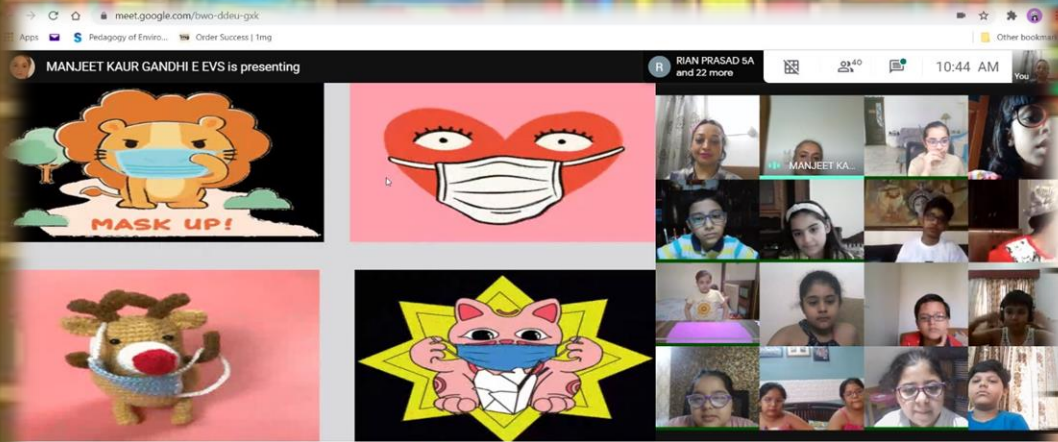 meet.google.com/bwo-ddeu-gxk
Apps
Pedagogy of Enviro...
Order Success | 1mg
Other bookmar
MANJEET KAUR GANDHI E EVS is presenting
R
RIAN PRASAD 5A
and 22 more
40
10:44 AM
You
MANJEET KA...
MASK UP!